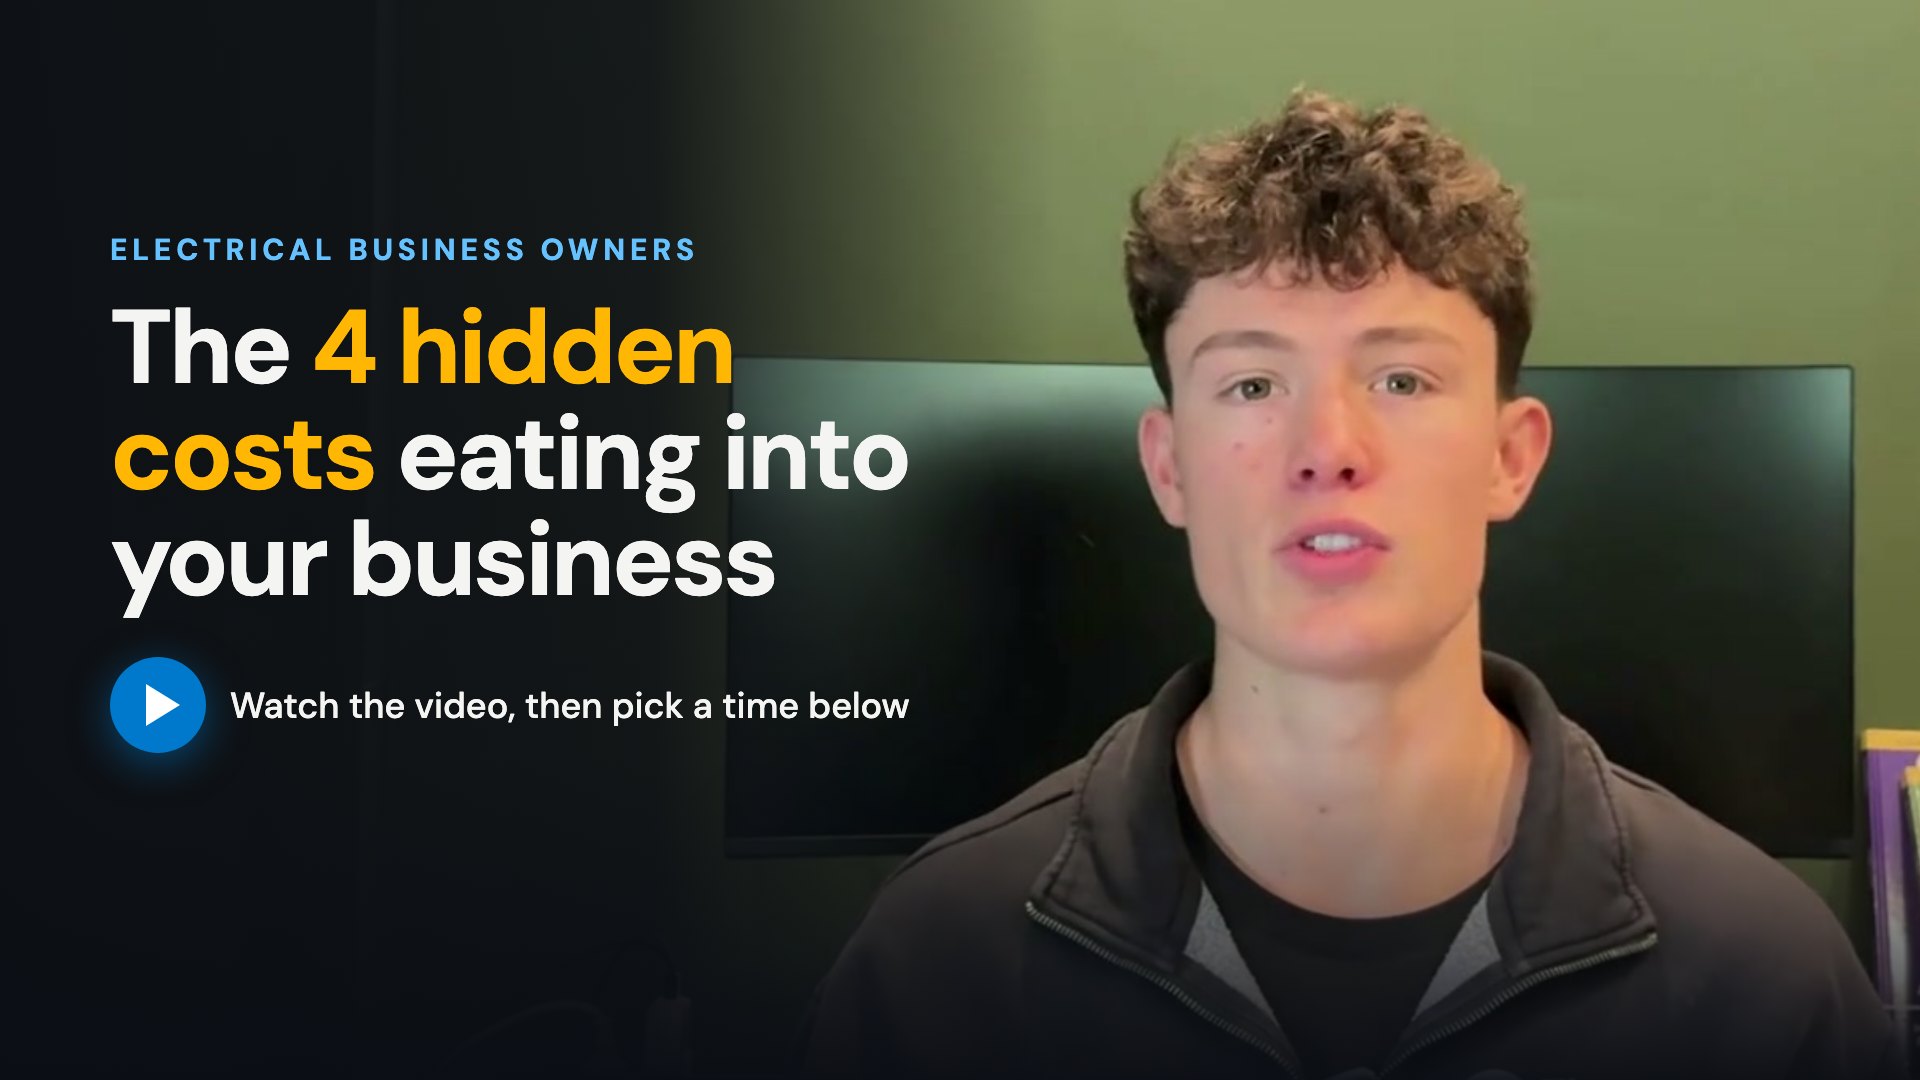 ELECTRICAL BUSINESS OWNERS
The 4 hidden
costs eating into
your business
Watch the video, then pick a time below